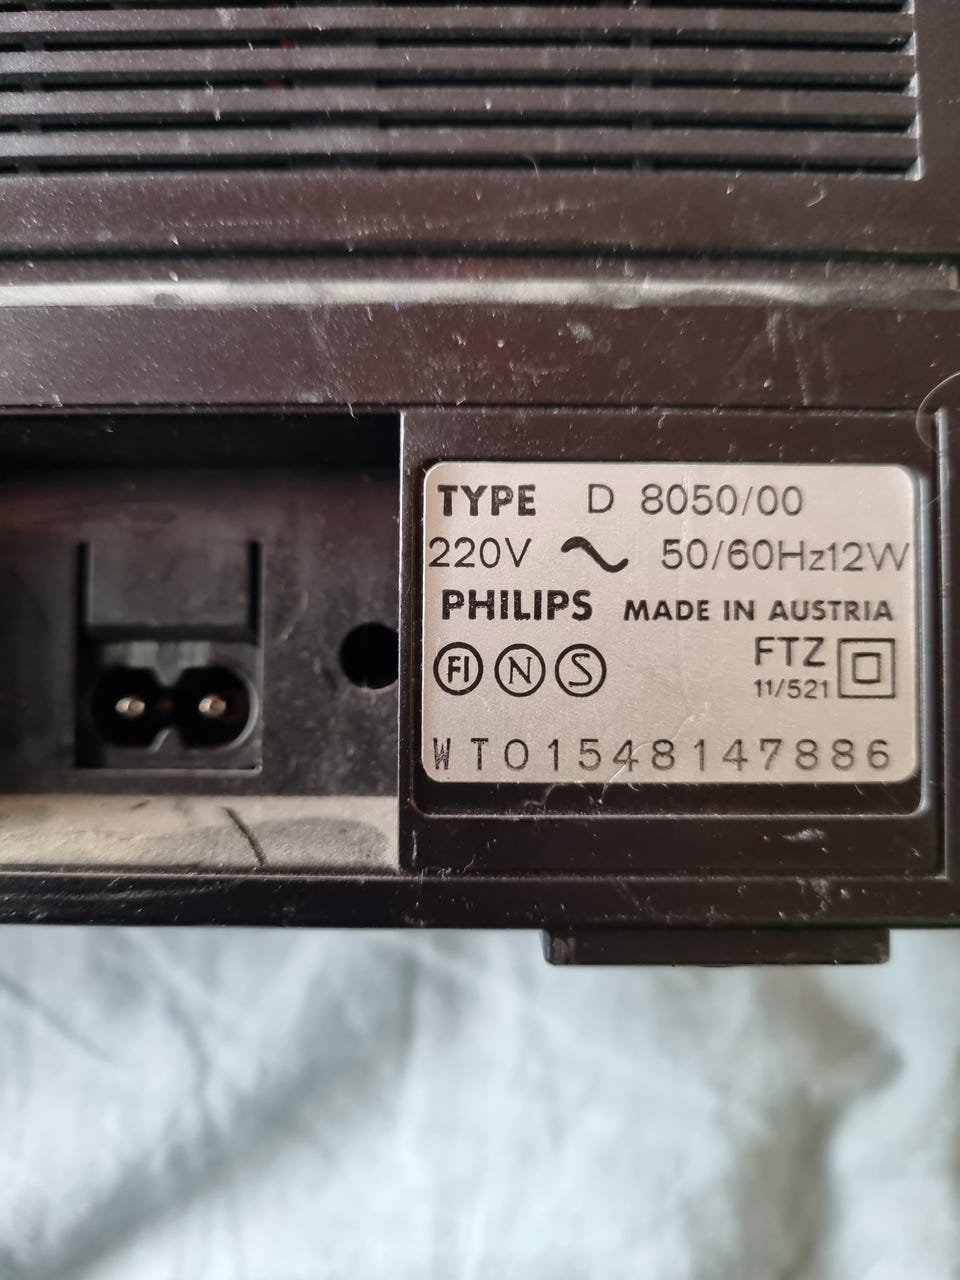 TYPE D 8050/00
220V 50/60Hz12W
PHILIPS MADE IN AUSTRIA
FI N S FTZ
11/521
WT01548147886